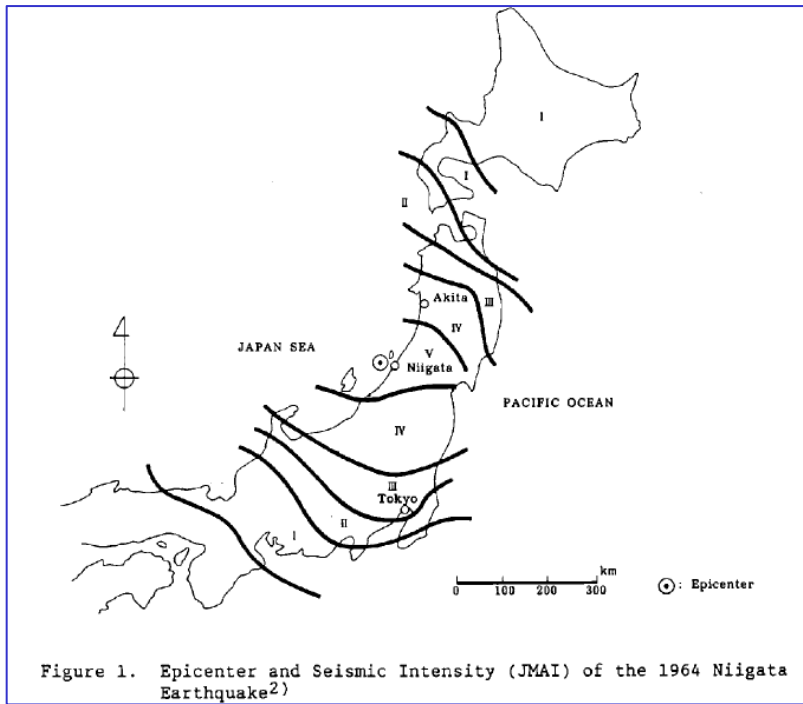 I
I
II
Akita
III
IV
JAPAN SEA
V
Niigata
PACIFIC OCEAN
IV
III
Tokyo
II
I
km
0 100 200 300
: Epicenter
Figure 1. Epicenter and Seismic Intensity (JMAI) of the 1964 Niigata
Earthquake2)